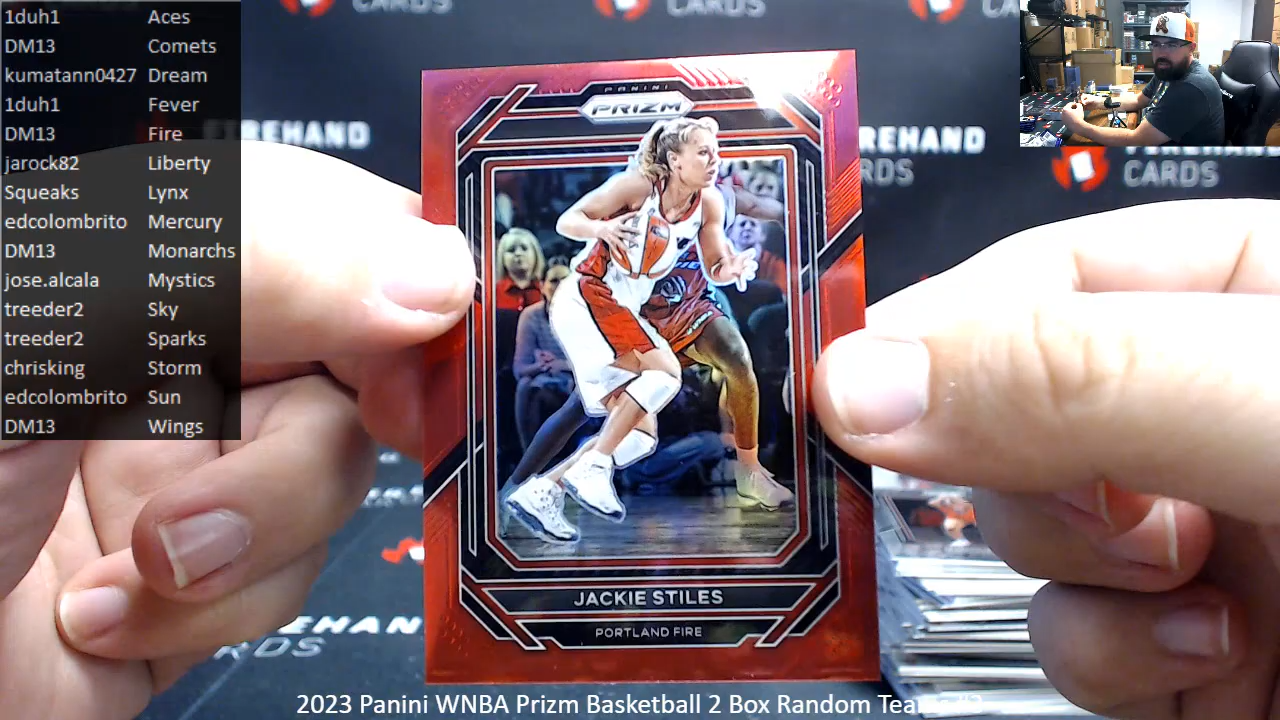 1duh1 Aces
DM13 Comets
kumatann0427 Dream
1duh1 Fever
DM13 Fire
jarock82 Liberty
Squeaks Lynx
edcolombrito Mercury
DM13 Monarchs
jose.alcala Mystics
treeder2 Sky
treeder2 Sparks
chrisking Storm
edcolombrito Sun
DM13 Wings
CARDS
CARDS
FIREHAND
CARDS
PANINI
PRIZM
JACKIE STILES
PORTLAND FIRE
CARDS
2023 Panini WNBA Prizm Basketball 2 Box Random Team